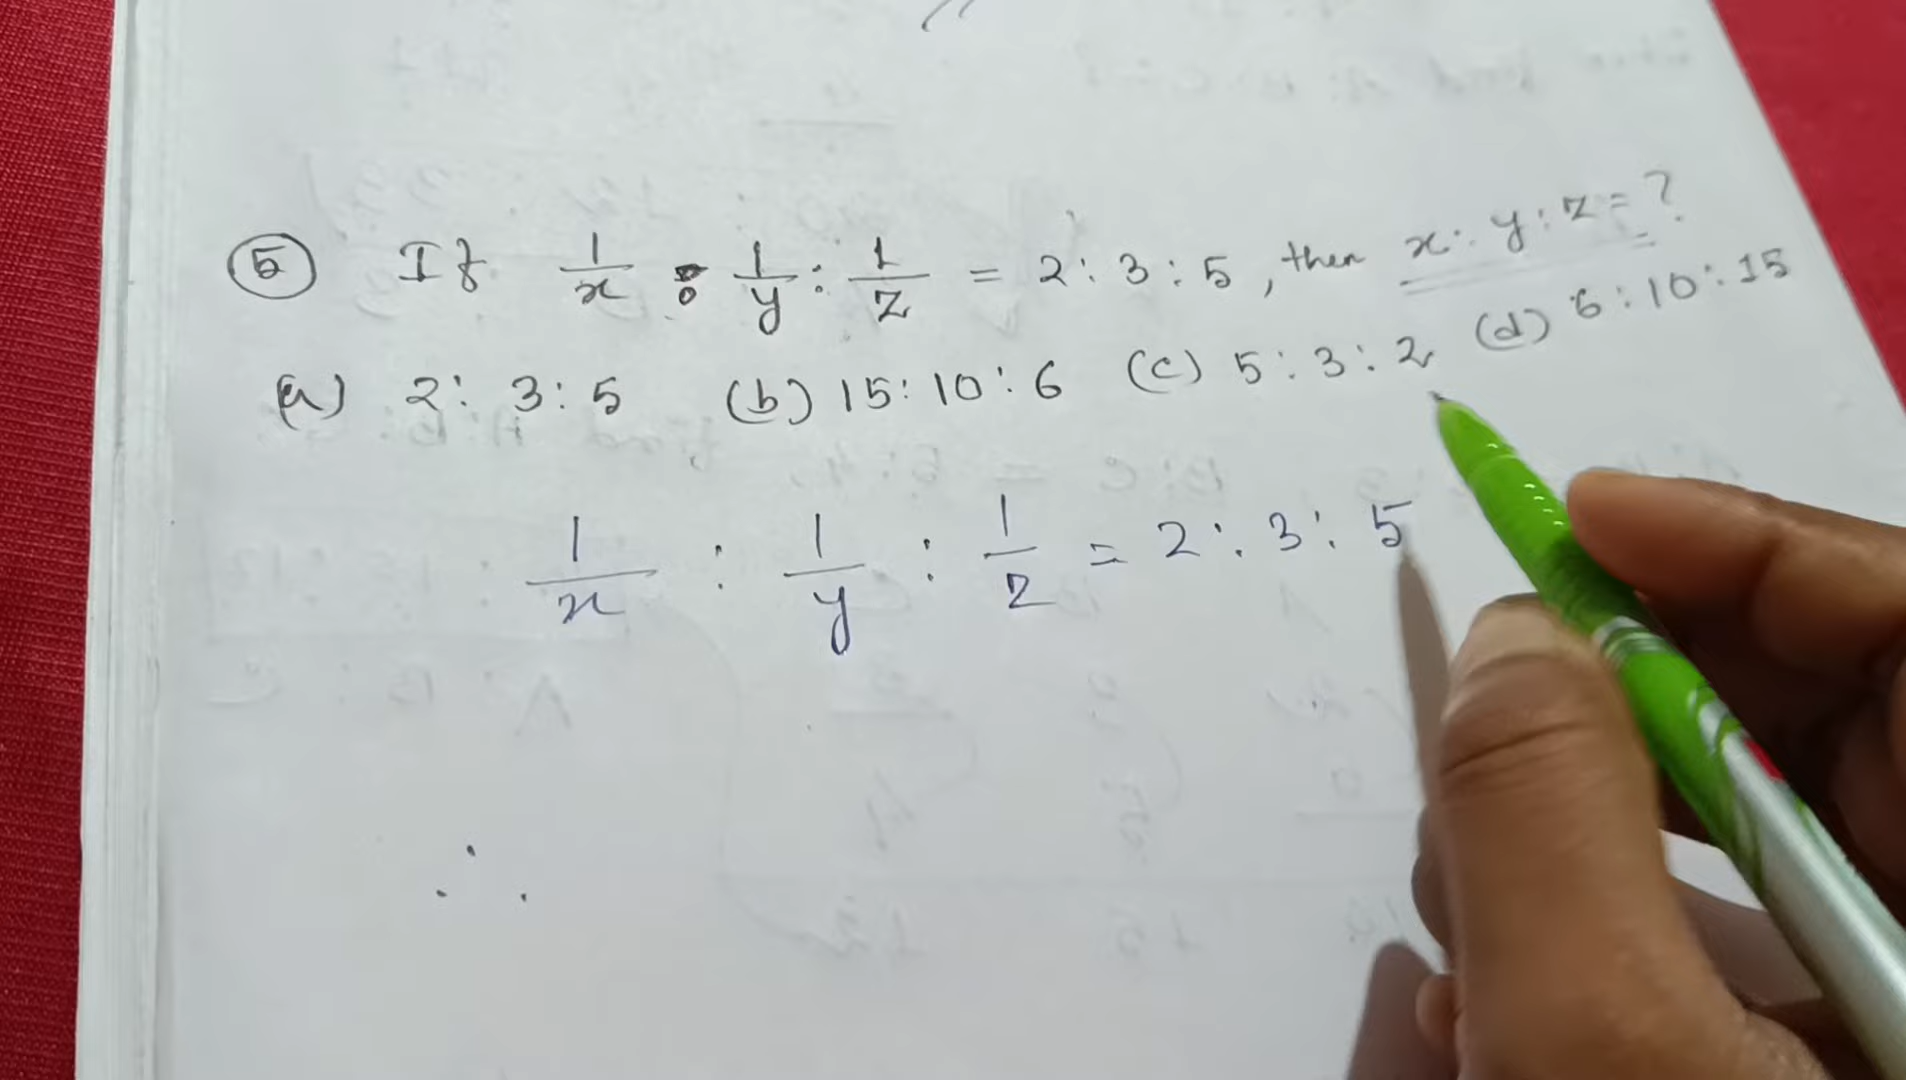 ⑤ If 1/x : 1/y : 1/z = 2 : 3 : 5, then x : y : z = ?
(a) 2 : 3 : 5 (b) 15 : 10 : 6 (c) 5 : 3 : 2 (d) 6 : 10 : 15
1/x : 1/y : 1/z = 2 : 3 : 5
∴